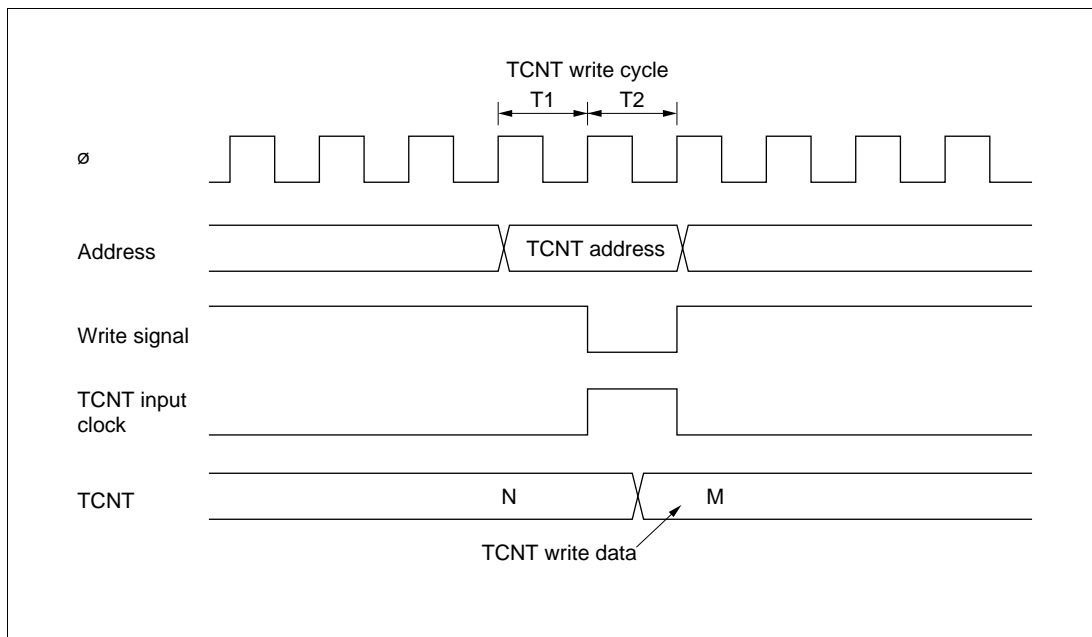 TCNT write cycle
T1 T2
ø
Address
TCNT address
Write signal
TCNT input
clock
TCNT
N
M
TCNT write data